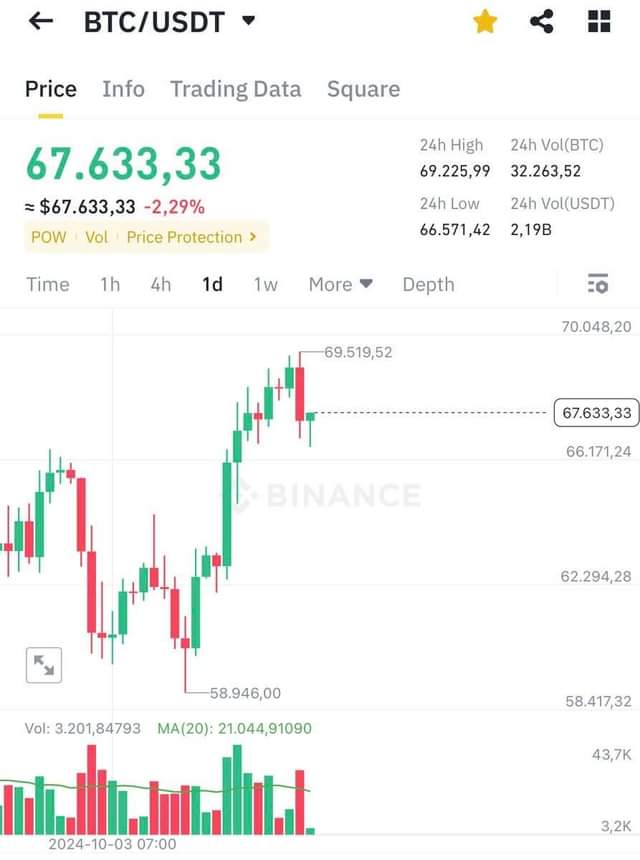 BTC/USDT
Price Info Trading Data Square
67.633,33
≈ $67.633,33 -2,29%
POW Vol Price Protection >
24h High 24h Vol(BTC)
69.225,99 32.263,52
24h Low 24h Vol(USDT)
66.571,42 2,19B
Time 1h 4h 1d 1w More Depth
70.048,20
69.519,52
67.633,33
66.171,24
BINANCE
62.294,28
58.946,00
58.417,32
Vol: 3.201,84793 MA(20): 21.044,91090
43,7K
3,2K
2024-10-03 07:00